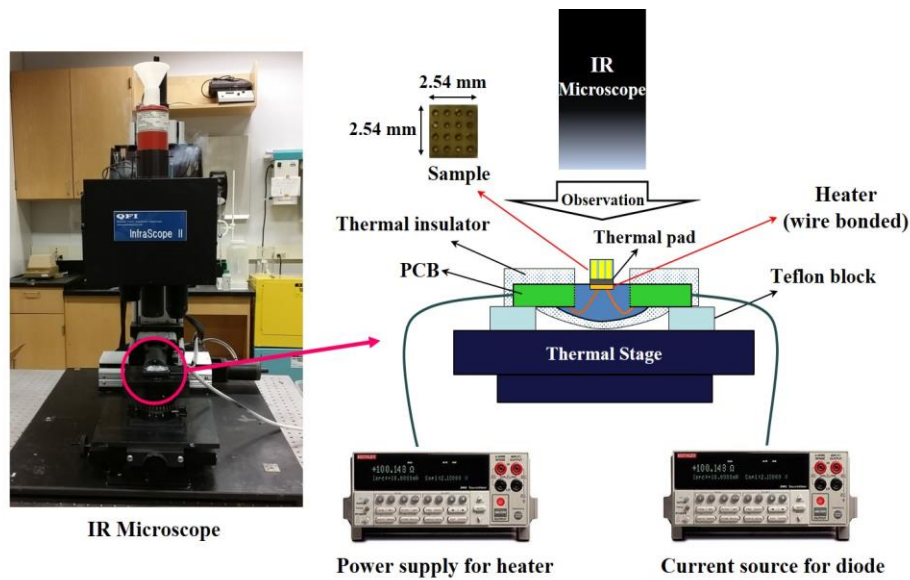 2.54 mm
2.54 mm
Sample
IR
Microscope
Observation
Heater
(wire bonded)
Thermal insulator
Thermal pad
PCB
Teflon block
Thermal Stage
QFI
InfraScope II
IR Microscope
+100.148 Ω
+100.148 Ω
Power supply for heater
Current source for diode